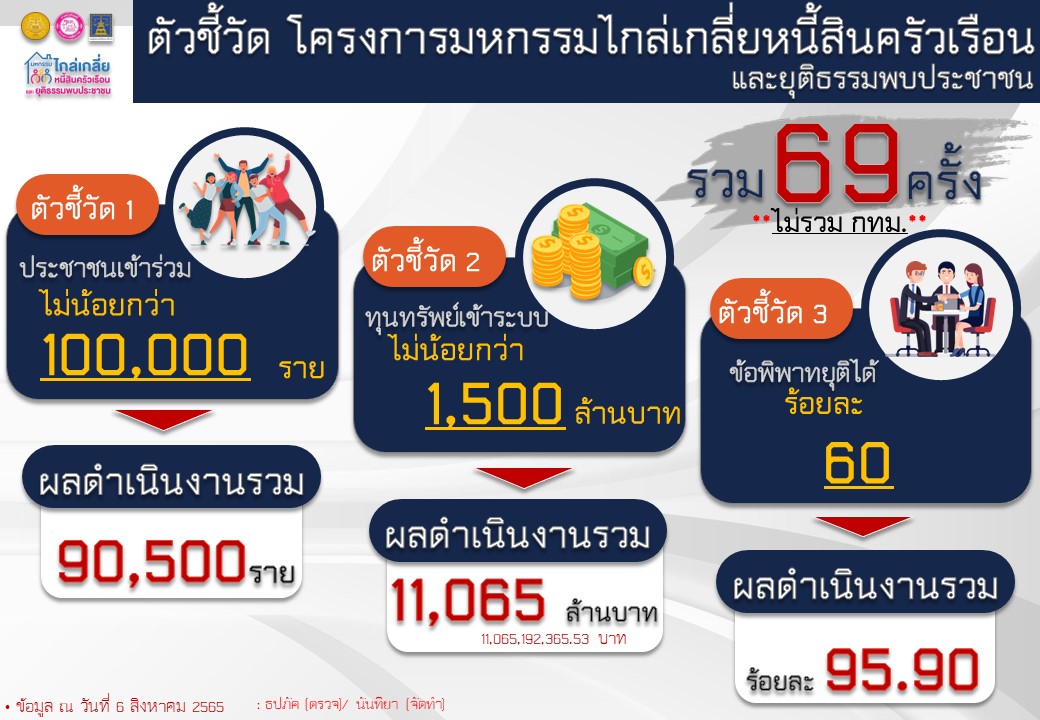 มหกรรม
ไกล่เกลี่ย
หนี้สินครัวเรือน
และ ยุติธรรมพบประชาชน
ตัวชี้วัด โครงการมหกรรมไกล่เกลี่ยหนี้สินครัวเรือน
และยุติธรรมพบประชาชน
รวม 69 ครั้ง
**ไม่รวม กทม.**
ตัวชี้วัด 1
ประชาชนเข้าร่วม
ไม่น้อยกว่า
100,000 ราย
ผลดำเนินงานรวม
90,500 ราย
ตัวชี้วัด 2
ทุนทรัพย์เข้าระบบ
ไม่น้อยกว่า
1,500 ล้านบาท
ผลดำเนินงานรวม
11,065 ล้านบาท
11,065,192,365.53 บาท
ตัวชี้วัด 3
ข้อพิพาทยุติได้
ร้อยละ
60
ผลดำเนินงานรวม
ร้อยละ 95.90
• ข้อมูล ณ วันที่ 6 สิงหาคม 2565 : ธปภัค (ตรวจ)/ นันทิยา (จัดทำ)